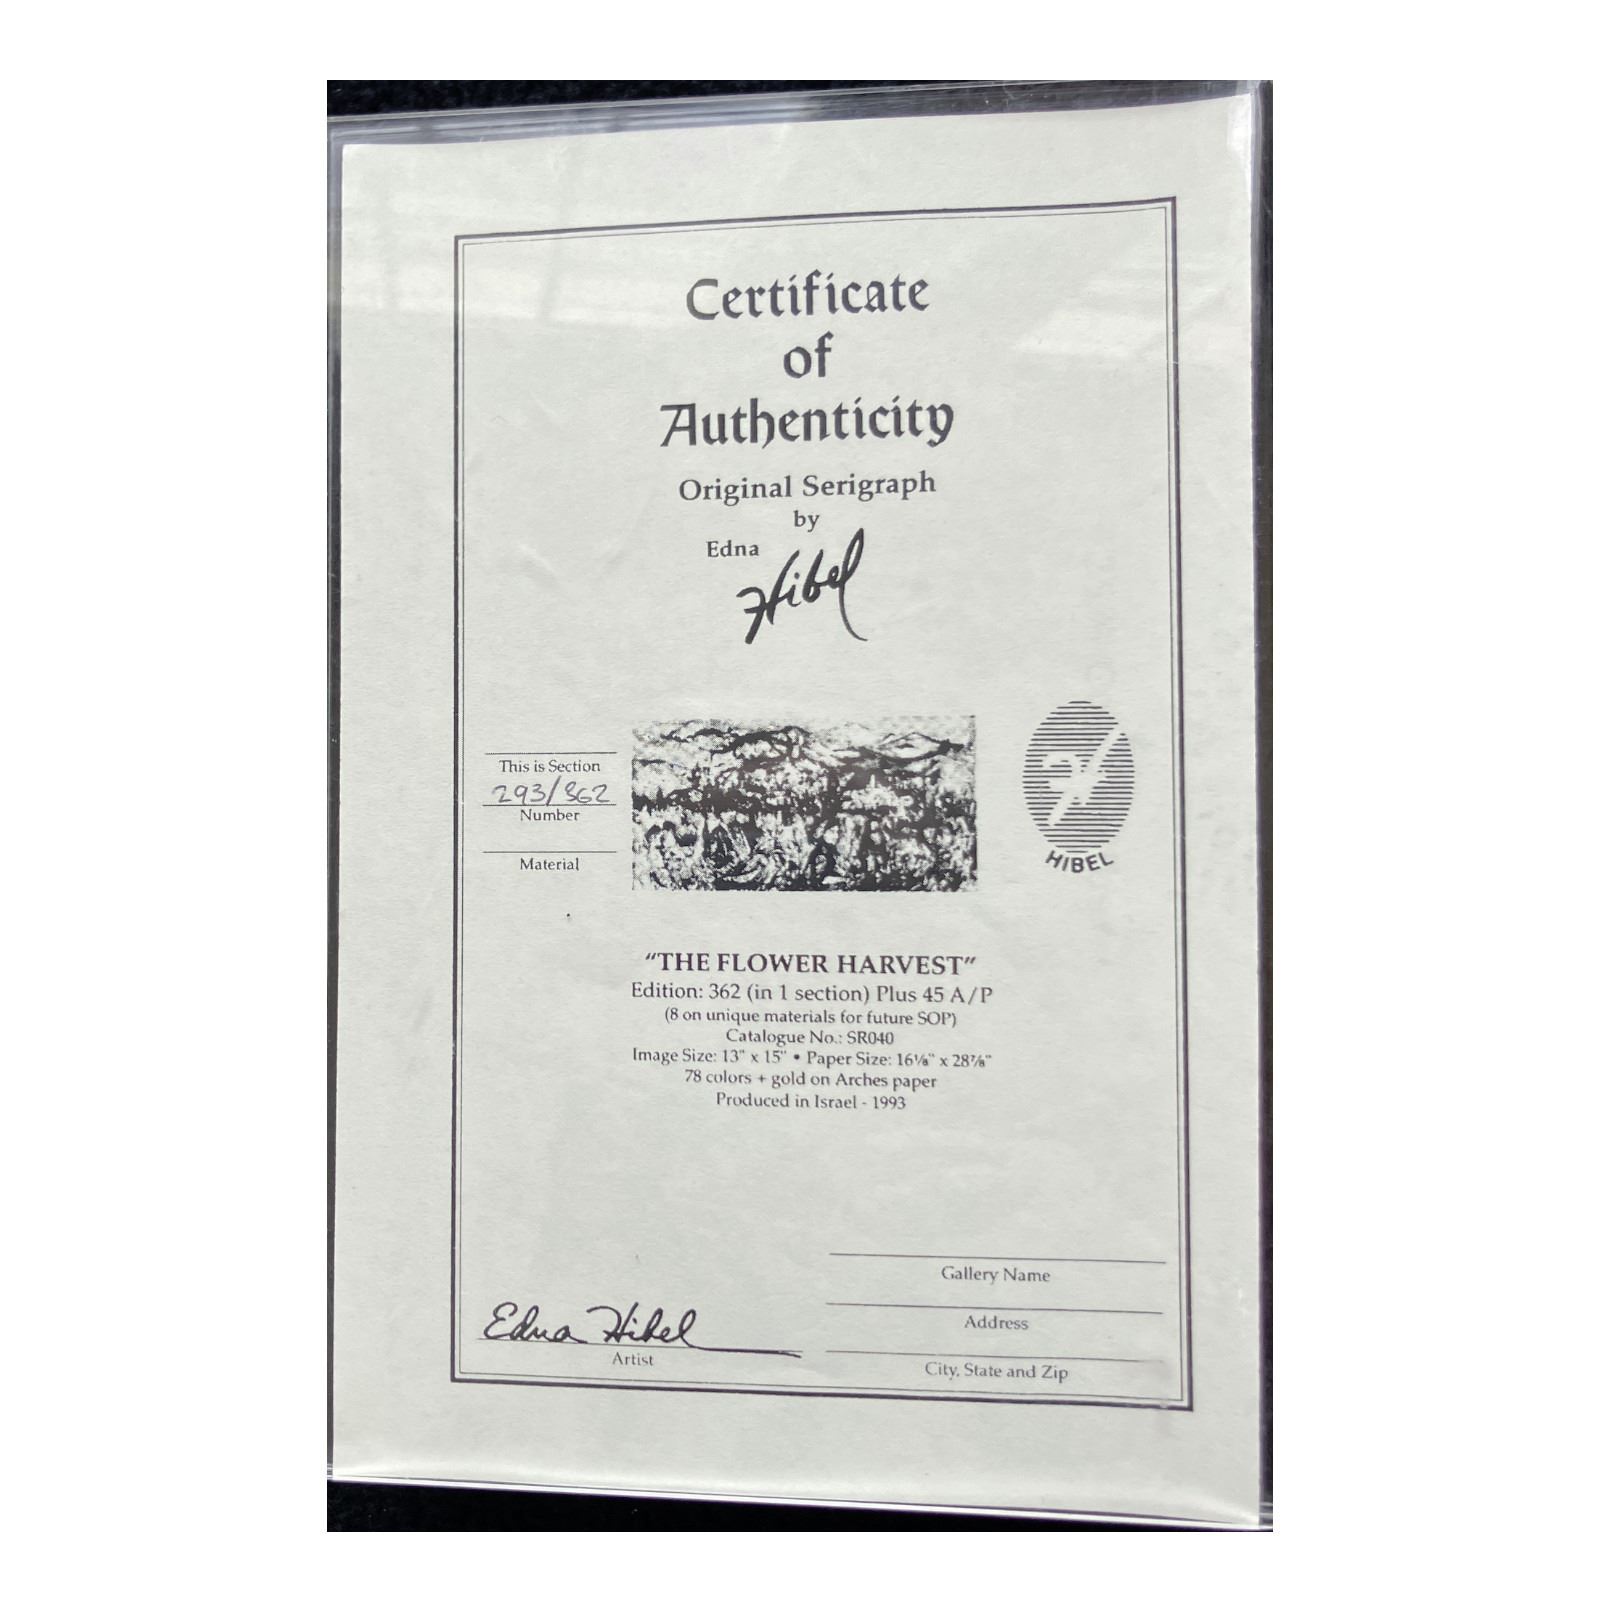 Certificate
of
Authenticity
Original Serigraph
by
Edna
Hibel
This is Section
293/362
Number
Material
HIBEL
"THE FLOWER HARVEST"
Edition: 362 (in 1 section) Plus 45 A/P
(8 on unique materials for future SOP)
Catalogue No.: SR040
Image Size: 13" x 15" • Paper Size: 16⅛" x 28⅞"
78 colors + gold on Arches paper
Produced in Israel - 1993
Gallery Name
Address
City, State and Zip
Edna Hibel
Artist